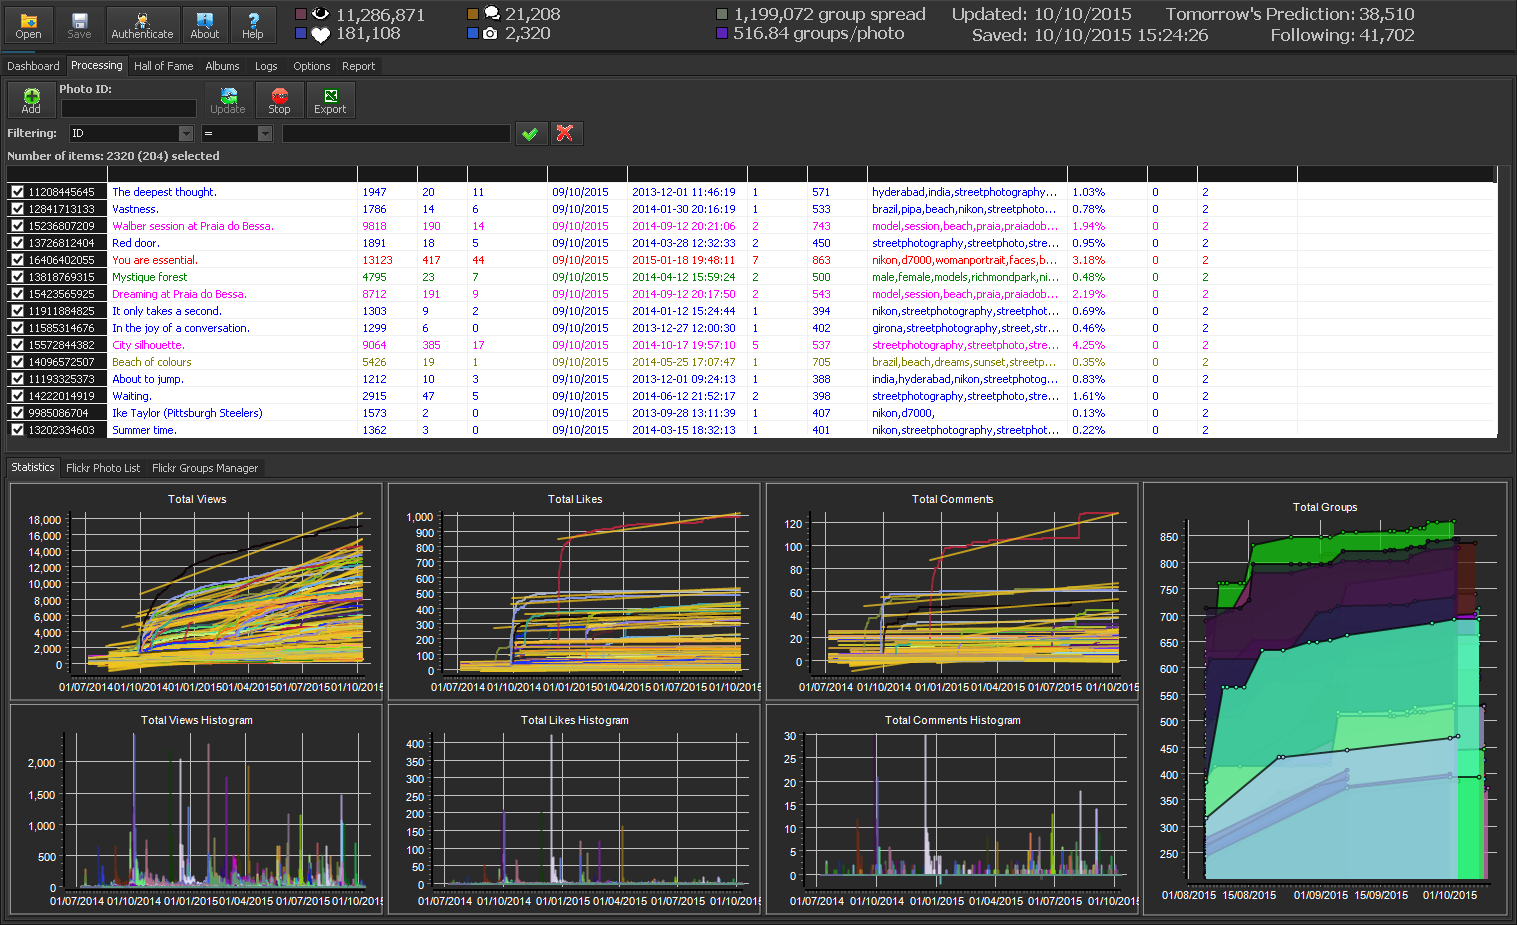 Open Save Authenticate About Help
11,286,871 21,208 1,199,072 group spread Updated: 10/10/2015 Tomorrow's Prediction: 38,510
181,108 2,320 516.84 groups/photo Saved: 10/10/2015 15:24:26 Following: 41,702
Dashboard Processing Hall of Fame Albums Logs Options Report
Photo ID:
Add Update Stop Export
Filtering: ID =
Number of items: 2320 (204) selected
11208445645 The deepest thought. 1947 20 11 09/10/2015 2013-12-01 11:46:19 1 571 hyderabad,india,streetphotography... 1.03% 0 2
12841713133 Vastness. 1786 14 6 09/10/2015 2014-01-30 20:16:19 1 533 brazil,pipa,beach,nikon,streetphoto... 0.78% 0 2
15236807209 Walber session at Praia do Bessa. 9818 190 14 09/10/2015 2014-09-12 20:21:06 2 743 model,session,beach,praia,praiadob... 1.94% 0 2
13726812404 Red door. 1891 18 5 09/10/2015 2014-03-28 12:32:33 2 450 streetphotography,streetphoto,stre... 0.95% 0 2
16406402055 You are essential. 13123 417 44 09/10/2015 2015-01-18 19:48:11 7 863 nikon,d7000,womanportrait,faces,b... 3.18% 0 2
13818769315 Mystique forest 4795 23 7 09/10/2015 2014-04-12 15:59:24 2 500 male,female,models,richmondpark,ni... 0.48% 0 2
15423565925 Dreaming at Praia do Bessa. 8712 191 9 09/10/2015 2014-09-12 20:17:50 2 543 model,session,beach,praia,praiadob... 2.19% 0 2
11911884825 It only takes a second. 1303 9 2 09/10/2015 2014-01-12 15:24:44 1 394 nikon,streetphotography,streetphot... 0.69% 0 2
11585314676 In the joy of a conversation. 1299 6 0 09/10/2015 2013-12-27 12:00:30 1 402 girona,streetphotography,street,str... 0.46% 0 2
15572844382 City silhouette. 9064 385 17 09/10/2015 2014-10-17 19:57:10 5 537 streetphotography,streetphoto,stre... 4.25% 0 2
14096572507 Beach of colours 5426 19 1 09/10/2015 2014-05-25 17:07:47 1 705 brazil,beach,dreams,sunset,streetp... 0.35% 0 2
11193325373 About to jump. 1212 10 3 09/10/2015 2013-12-01 09:24:13 1 388 india,hyderabad,nikon,streetphotog... 0.83% 0 2
14222014919 Waiting. 2915 47 5 09/10/2015 2014-06-12 21:52:17 2 398 streetphotography,streetphoto,stre... 1.61% 0 2
9985086704 Ike Taylor (Pittsburgh Steelers) 1573 2 0 09/10/2015 2013-09-28 13:11:39 1 407 nikon,d7000, 0.13% 0 2
13202334603 Summer time. 1362 3 0 09/10/2015 2014-03-15 18:32:13 1 401 nikon,streetphotography,streetphot... 0.22% 0 2
Statistics Flickr Photo List Flickr Groups Manager
Total Views
18,000
16,000
14,000
12,000
10,000
8,000
6,000
4,000
2,000
0
01/07/2014 01/10/2014 01/01/2015 01/04/2015 01/07/2015 01/10/2015
Total Likes
1,000
900
800
700
600
500
400
300
200
100
0
01/07/2014 01/10/2014 01/01/2015 01/04/2015 01/07/2015 01/10/2015
Total Comments
120
100
80
60
40
20
0
01/07/2014 01/10/2014 01/01/2015 01/04/2015 01/07/2015 01/10/2015
Total Groups
850
800
750
700
650
600
550
500
450
400
350
300
250
01/08/2015 15/08/2015 01/09/2015 15/09/2015 01/10/2015
Total Views Histogram
2,000
1,500
1,000
500
0
01/07/2014 01/10/2014 01/01/2015 01/04/2015 01/07/2015 01/10/2015
Total Likes Histogram
400
350
300
250
200
150
100
50
0
01/07/2014 01/10/2014 01/01/2015 01/04/2015 01/07/2015 01/10/201
Total Comments Histogram
30
25
20
15
10
5
0
01/07/2014 01/10/2014 01/01/2015 01/04/2015 01/07/2015 01/10/201